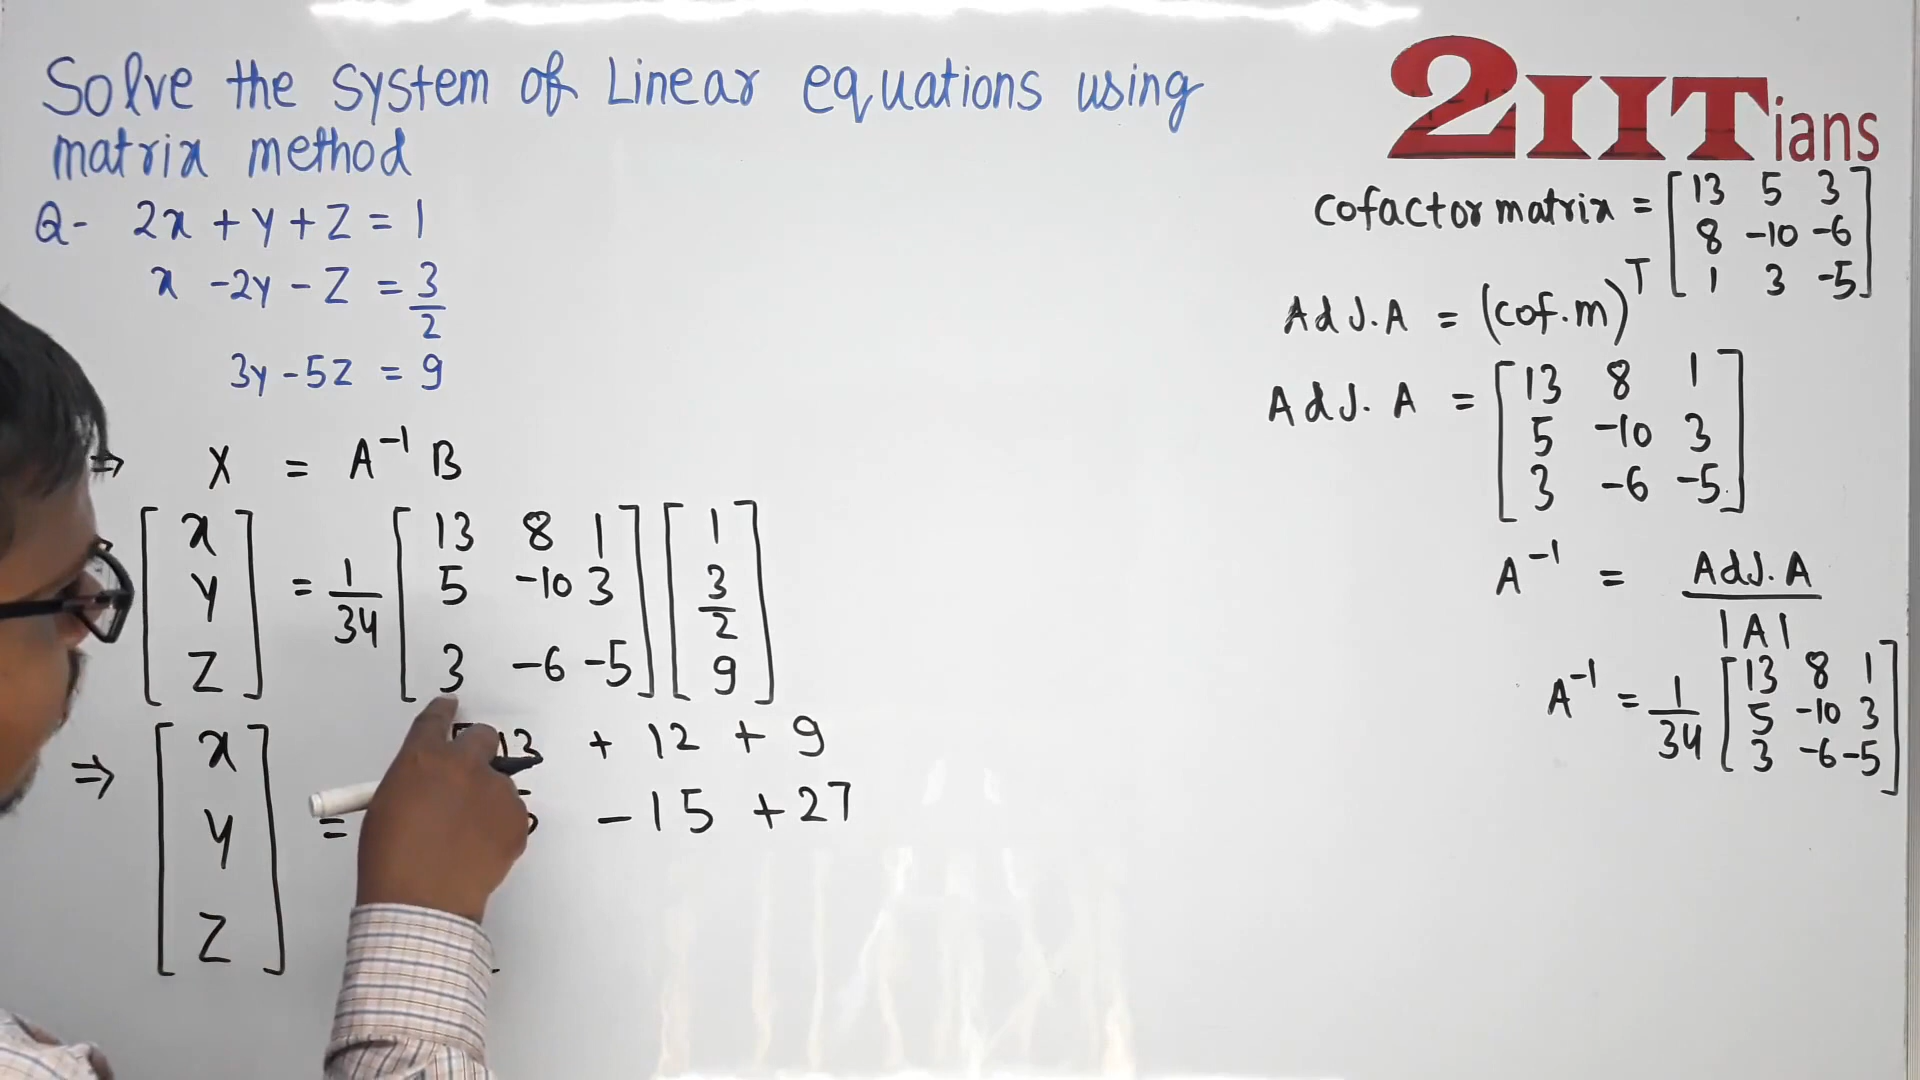 Solve the system of Linear equations using
matrix method
Q- 2x + y + z = 1
x - 2y - z = 3/2
3y - 5z = 9
⇒ X = A⁻¹ B
[x y z] = 1/34 [13 8 1 5 -10 3 3 -6 -5] [1 3/2 9]
⇒ [x y z] =
13 + 12 + 9
5 - 15 + 27
2IITians
cofactor matrix = [13 5 3
8 -10 -6
1 3 -5]
Adj. A = (cof.m)ᵀ
Adj. A = [13 8 1
5 -10 3
3 -6 -5]
A⁻¹ = Adj. A / |A|
A⁻¹ = 1/34 [13 8 1
5 -10 3
3 -6 -5]